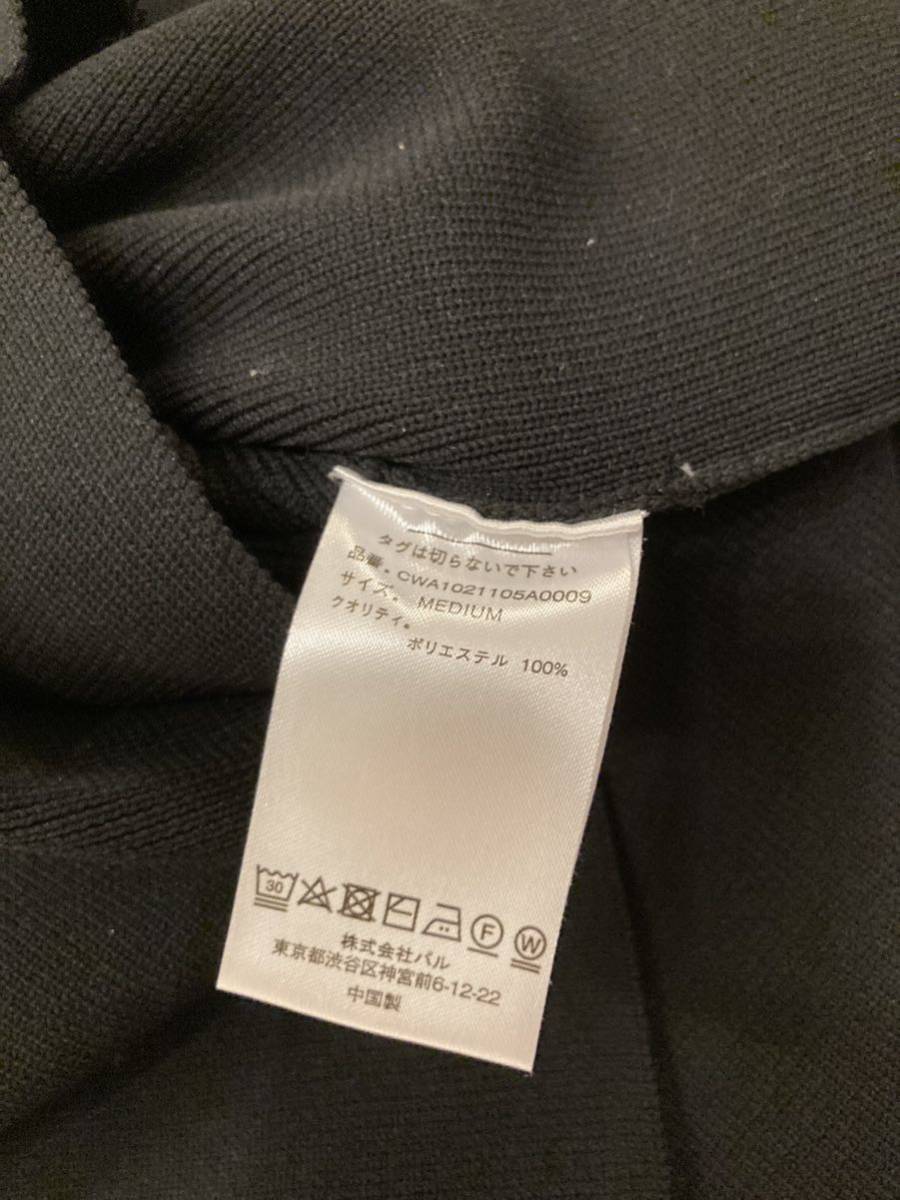 タグは切らないで下さい
品番. CWA1021105A0009
サイズ. MEDIUM
クオリティ.
ポリエステル 100%
30 F W
株式会社パル
東京都渋谷区神宮前6-12-22
中国製